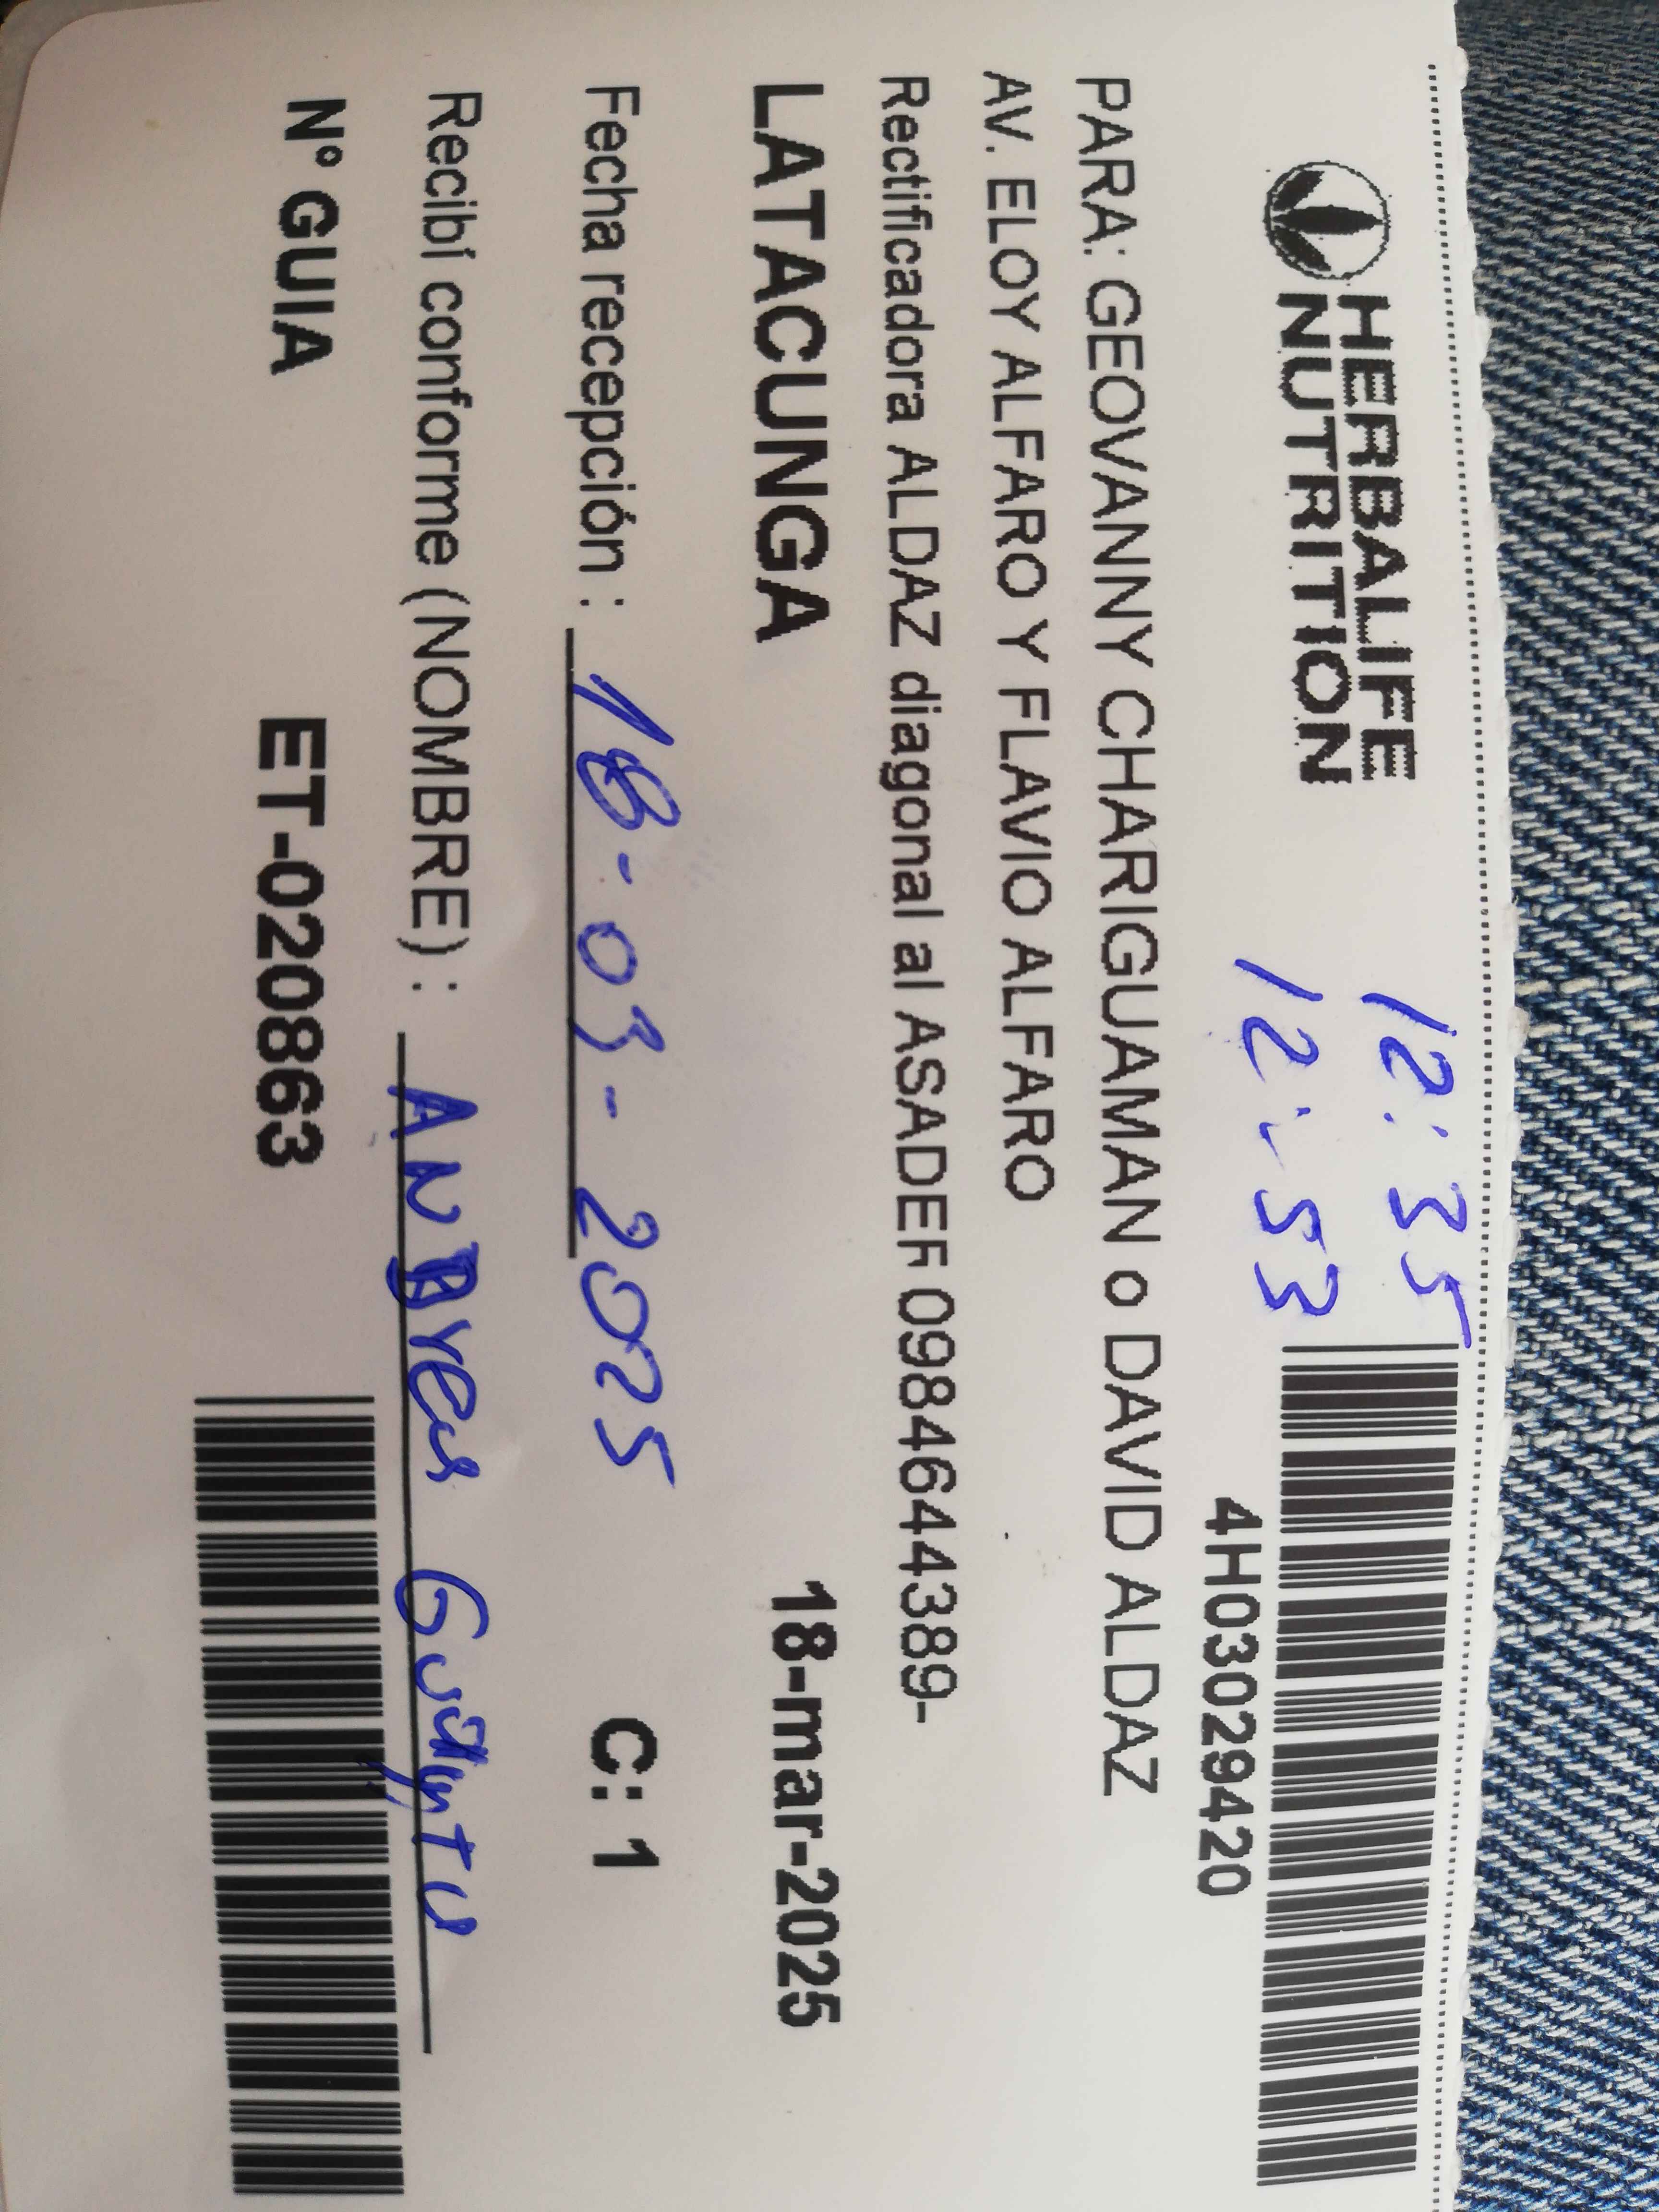 HERBALIFE
NUTRITION
12:35
12:53
4H03029420
PARA: GEOVANNY CHARIGUAMAN o DAVID ALDAZ
AV. ELOY ALFARO Y FLAVIO ALFARO
Rectificadora ALDAZ diagonal al ASADEF 0984644389-
LATACUNGA 18-mar-2025
Fecha recepción : 18-03-2025 C: 1
Recibí conforme (NOMBRE) : ANDres
N° GUIA ET-020863